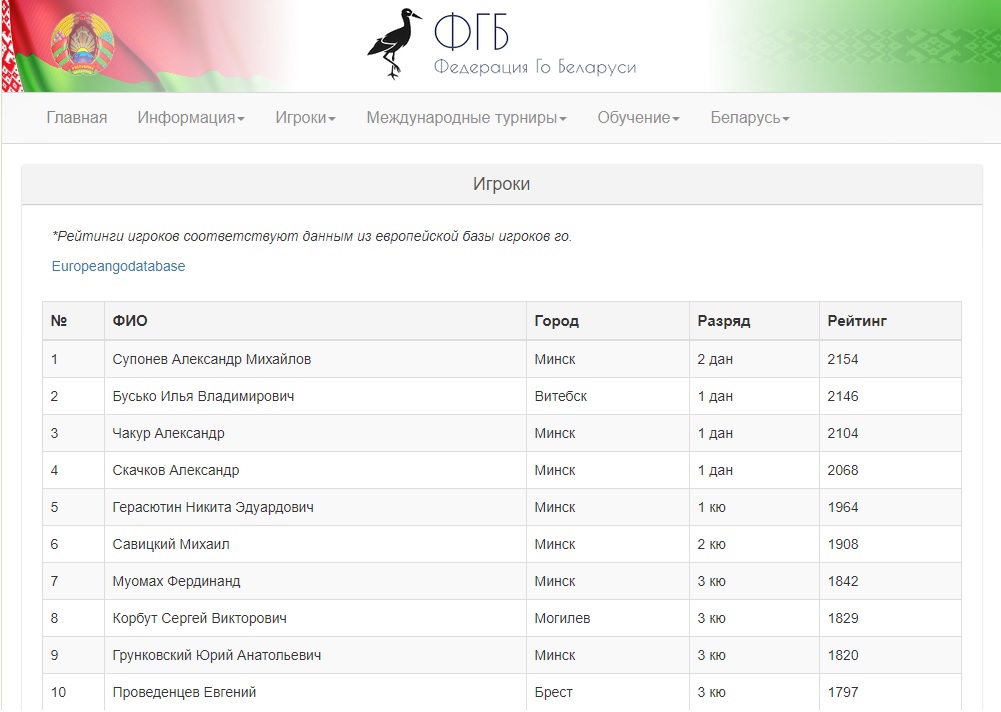 ФГБ
Федерация Го Беларуси
Главная Информация Игроки Международные турниры Обучение Беларусь
Игроки
*Рейтинги игроков соответствуют данным из европейской базы игроков го.
Europeangodatabase
№ ФИО Город Разряд Рейтинг
1 Супонев Александр Михайлов Минск 2 дан 2154
2 Бусько Илья Владимирович Витебск 1 дан 2146
3 Чакур Александр Минск 1 дан 2104
4 Скачков Александр Минск 1 дан 2068
5 Герасютин Никита Эдуардович Минск 1 кю 1964
6 Савицкий Михаил Минск 2 кю 1908
7 Муомах Фердинанд Минск 3 кю 1842
8 Корбут Сергей Викторович Могилев 3 кю 1829
9 Грунковский Юрий Анатольевич Минск 3 кю 1820
10 Проведенцев Евгений Брест 3 кю 1797